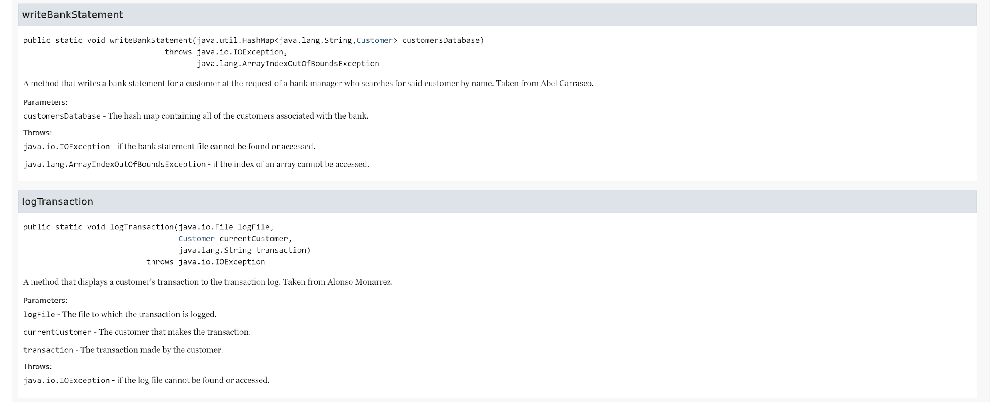 writeBankStatement
public static void writeBankStatement(java.util.HashMap<java.lang.String,Customer> customersDatabase)
throws java.io.IOException,
java.lang.ArrayIndexOutOfBoundsException
A method that writes a bank statement for a customer at the request of a bank manager who searches for said customer by name. Taken from Abel Carrasco.
Parameters:
customersDatabase - The hash map containing all of the customers associated with the bank.
Throws:
java.io.IOException - if the bank statement file cannot be found or accessed.
java.lang.ArrayIndexOutOfBoundsException - if the index of an array cannot be accessed.
logTransaction
public static void logTransaction(java.io.File logFile,
Customer currentCustomer,
java.lang.String transaction)
throws java.io.IOException
A method that displays a customer's transaction to the transaction log. Taken from Alonso Monarrez.
Parameters:
logFile - The file to which the transaction is logged.
currentCustomer - The customer that makes the transaction.
transaction - The transaction made by the customer.
Throws:
java.io.IOException - if the log file cannot be found or accessed.